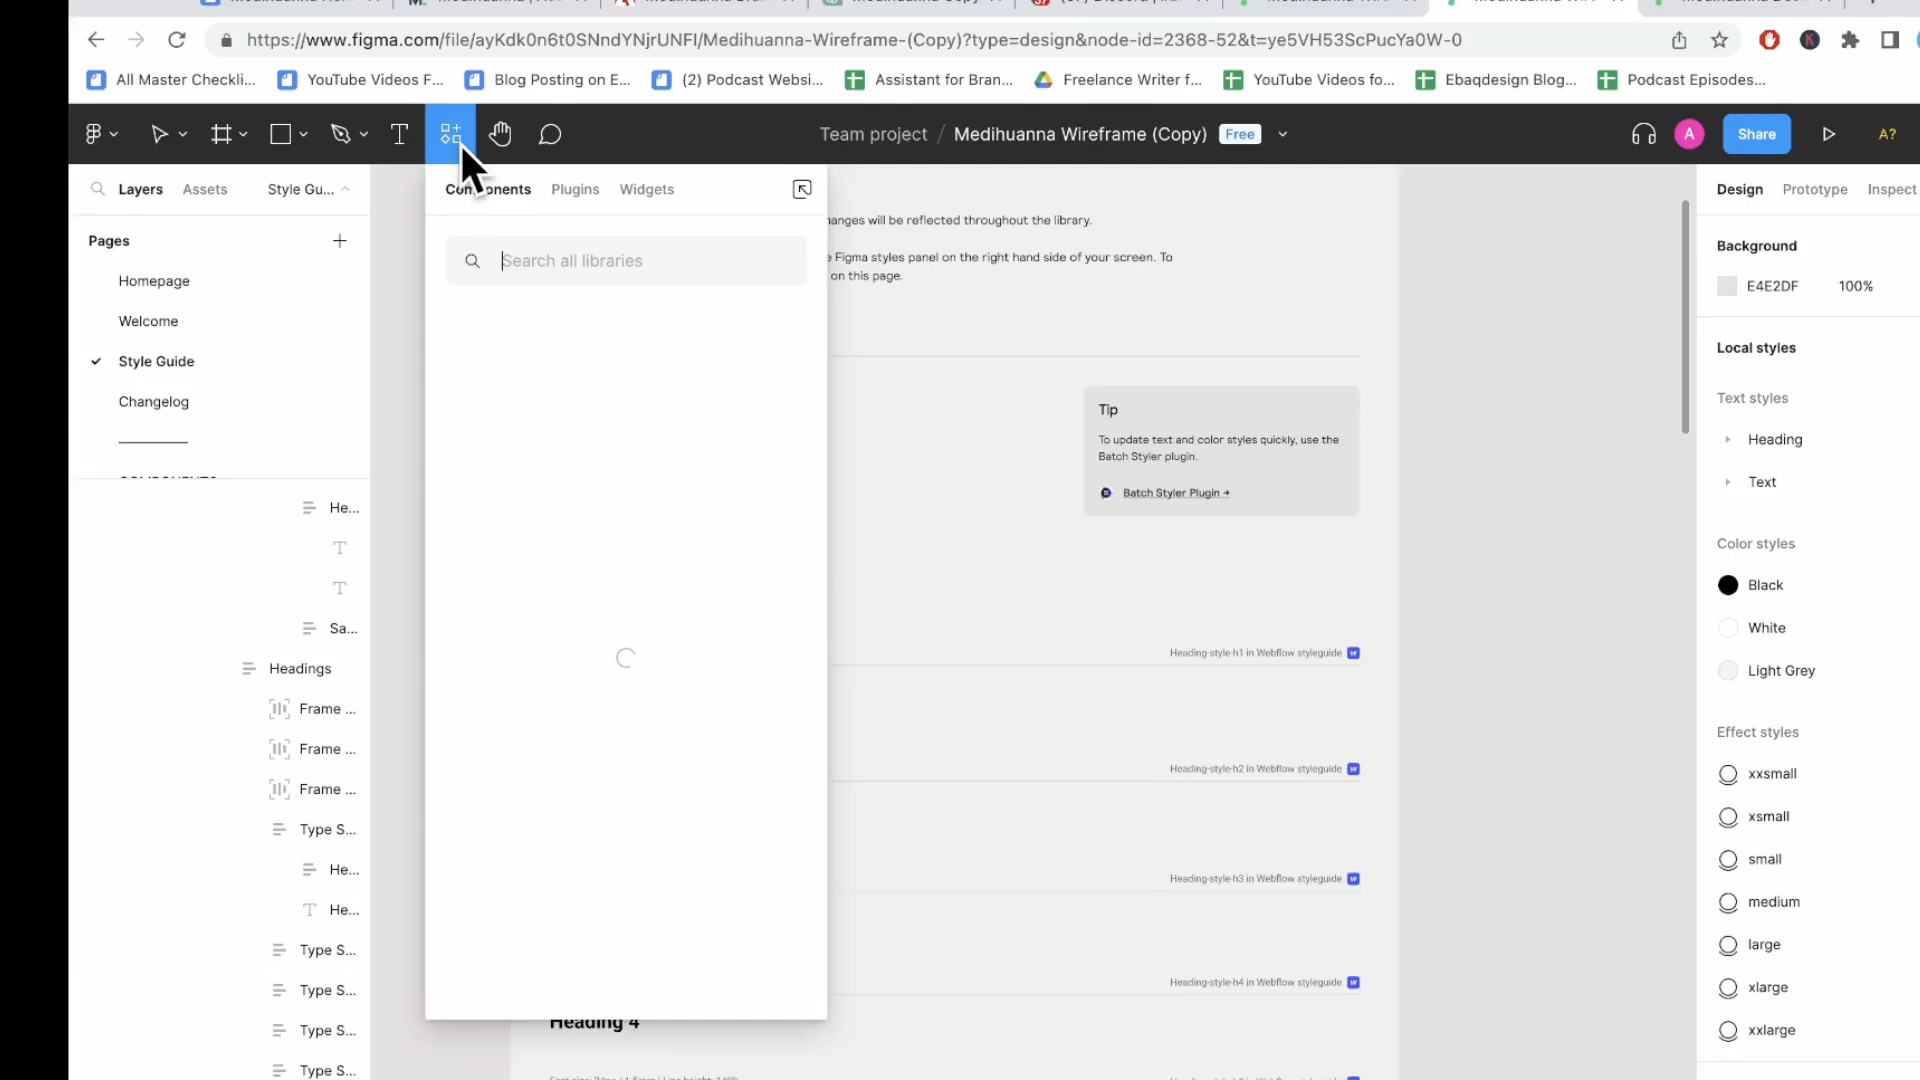 https://www.figma.com/file/ayKdk0n6t0SNndYNjrUNFI/Medihuanna-Wireframe-(Copy)?type=design&node-id=2368-52&t=ye5VH53ScPucYa0W-0
All Master Checkli...
YouTube Videos F...
Blog Posting on E...
(2) Podcast Websi...
Assistant for Bran...
Freelance Writer f...
YouTube Videos fo...
Ebaqdesign Blog...
Podcast Episodes...
Team project / Medihuanna Wireframe (Copy) Free
A
Share
A?
Layers Assets Style Gu...
Components Plugins Widgets
Design Prototype Inspect
Pages
Homepage
Welcome
Style Guide
Changelog
He...
T
T
Sa...
Headings
Frame ...
Frame ...
Frame ...
Type S...
He...
T He...
Type S...
Type S...
Type S...
Type S...
Search all libraries
anges will be reflected throughout the library.
Figma styles panel on the right hand side of your screen. To
on this page.
Tip
To update text and color styles quickly, use the
Batch Styler plugin.
Batch Styler Plugin →
Heading-style-h1 in Webflow styleguide
Heading-style-h2 in Webflow styleguide
Heading-style-h3 in Webflow styleguide
Heading-style-h4 in Webflow styleguide
Heading 4
Background
E4E2DF 100%
Local styles
Text styles
Heading
Text
Color styles
Black
White
Light Grey
Effect styles
xxsmall
xsmall
small
medium
large
xlarge
xxlarge